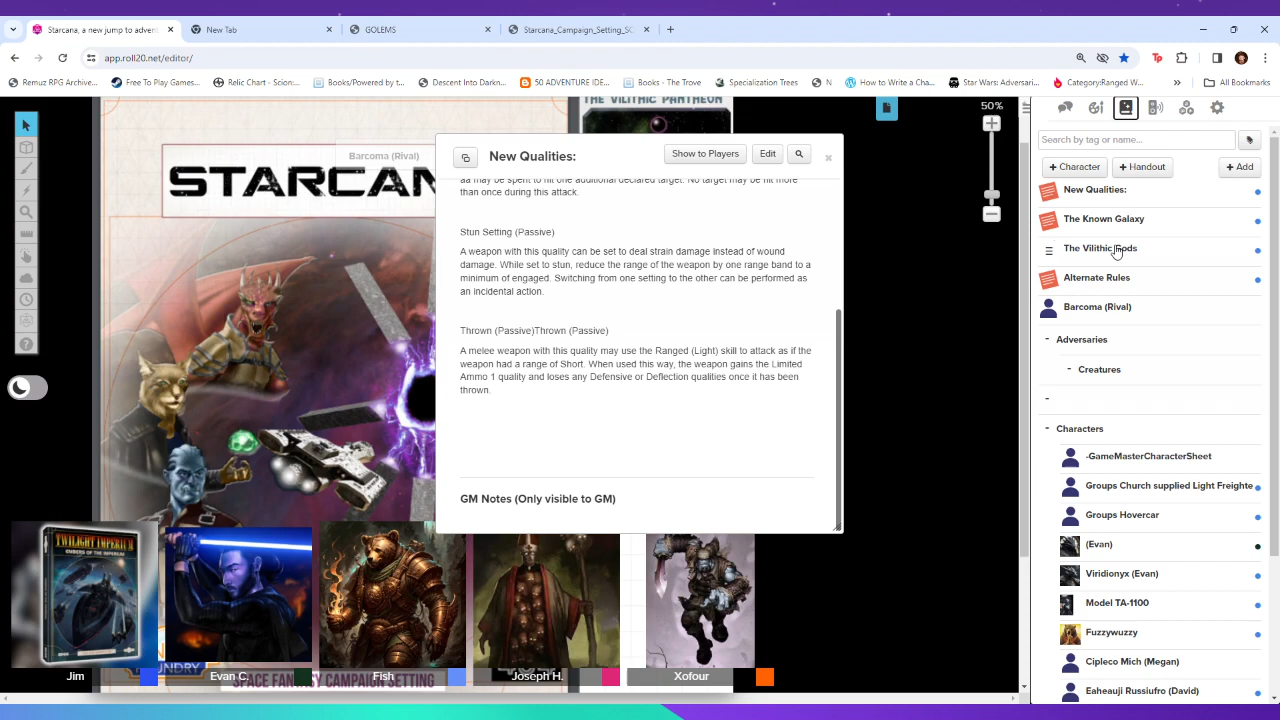 Starcana, a new jump to adven
New Tab
GOLEMS
Starcana_Campaign_Setting_SC
app.roll20.net/editor/
Remuz RPG Archive...
Free To Play Games...
Relic Chart - Scion:...
Books/Powered by t...
Descent Into Darkn...
50 ADVENTURE IDE...
Books - The Trove
Specialization Trees
N
How to Write a Cha...
Star Wars: Adversari...
Category:Ranged W...
All Bookmarks
THE VILITHIC PANTHEON
50%
Search by tag or name...
+ Character
+ Handout
+ Add
Barcoma (Rival)
STARCAN
New Qualities:
Show to Players
Edit
aa may be spent to hit one additional declared target. No target may be hit more
than once during this attack.
Stun Setting (Passive)
A weapon with this quality can be set to deal strain damage instead of wound
damage. While set to stun, reduce the range of the weapon by one range band to a
minimum of engaged. Switching from one setting to the other can be performed as
an incidental action.
Thrown (Passive)Thrown (Passive)
A melee weapon with this quality may use the Ranged (Light) skill to attack as if the
weapon had a range of Short. When used this way, the weapon gains the Limited
Ammo 1 quality and loses any Defensive or Deflection qualities once it has been
thrown.
GM Notes (Only visible to GM)
New Qualities:
The Known Galaxy
The Vilithic Gods
Alternate Rules
Barcoma (Rival)
Adversaries
Creatures
Characters
-GameMasterCharacterSheet
Groups Church supplied Light Freighte
Groups Hovercar
(Evan)
Viridionyx (Evan)
Model TA-1100
Fuzzywuzzy
Cipleco Mich (Megan)
Eaheauji Russiufro (David)
TWILIGHT IMPERIUM
EMBERS OF THE IMPERIUM
Jim
Evan C.
Fish
Joseph H.
Xofour
FOUNDRY
SPACE FANTASY CAMPAIGN SETTING